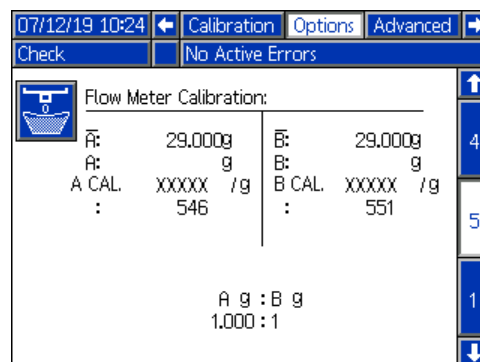 07/12/19 10:24 Calibration Options Advanced
Check No Active Errors
Flow Meter Calibration:
A̅: 29.000g B̅: 29.000g
A: g B: g
A CAL. XXXXX /g B CAL. XXXXX /g
: 546 : 551
A g : B g
1.000 : 1
4
5
1